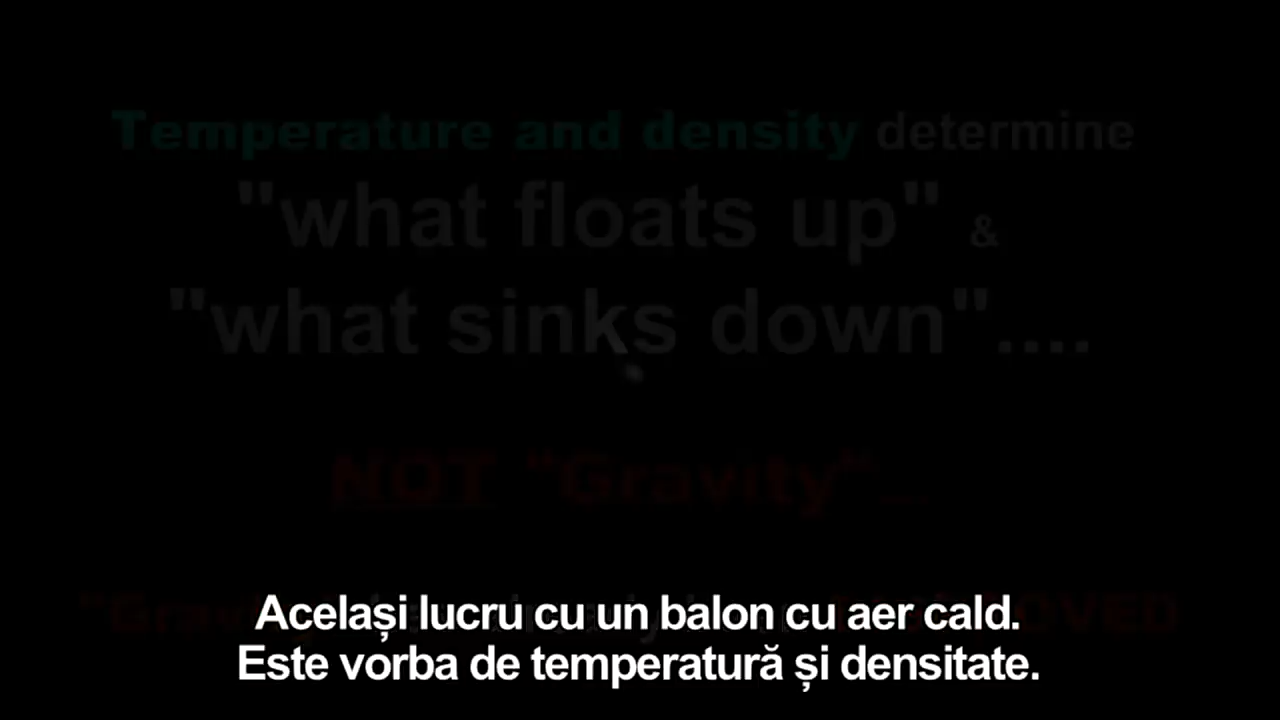 Temperature and density determine
"what floats up" &
"what sinks down"....
NOT "Gravity"...
"Gravity
Același lucru cu un balon cu aer cald.
Este vorba de temperatură și densitate.